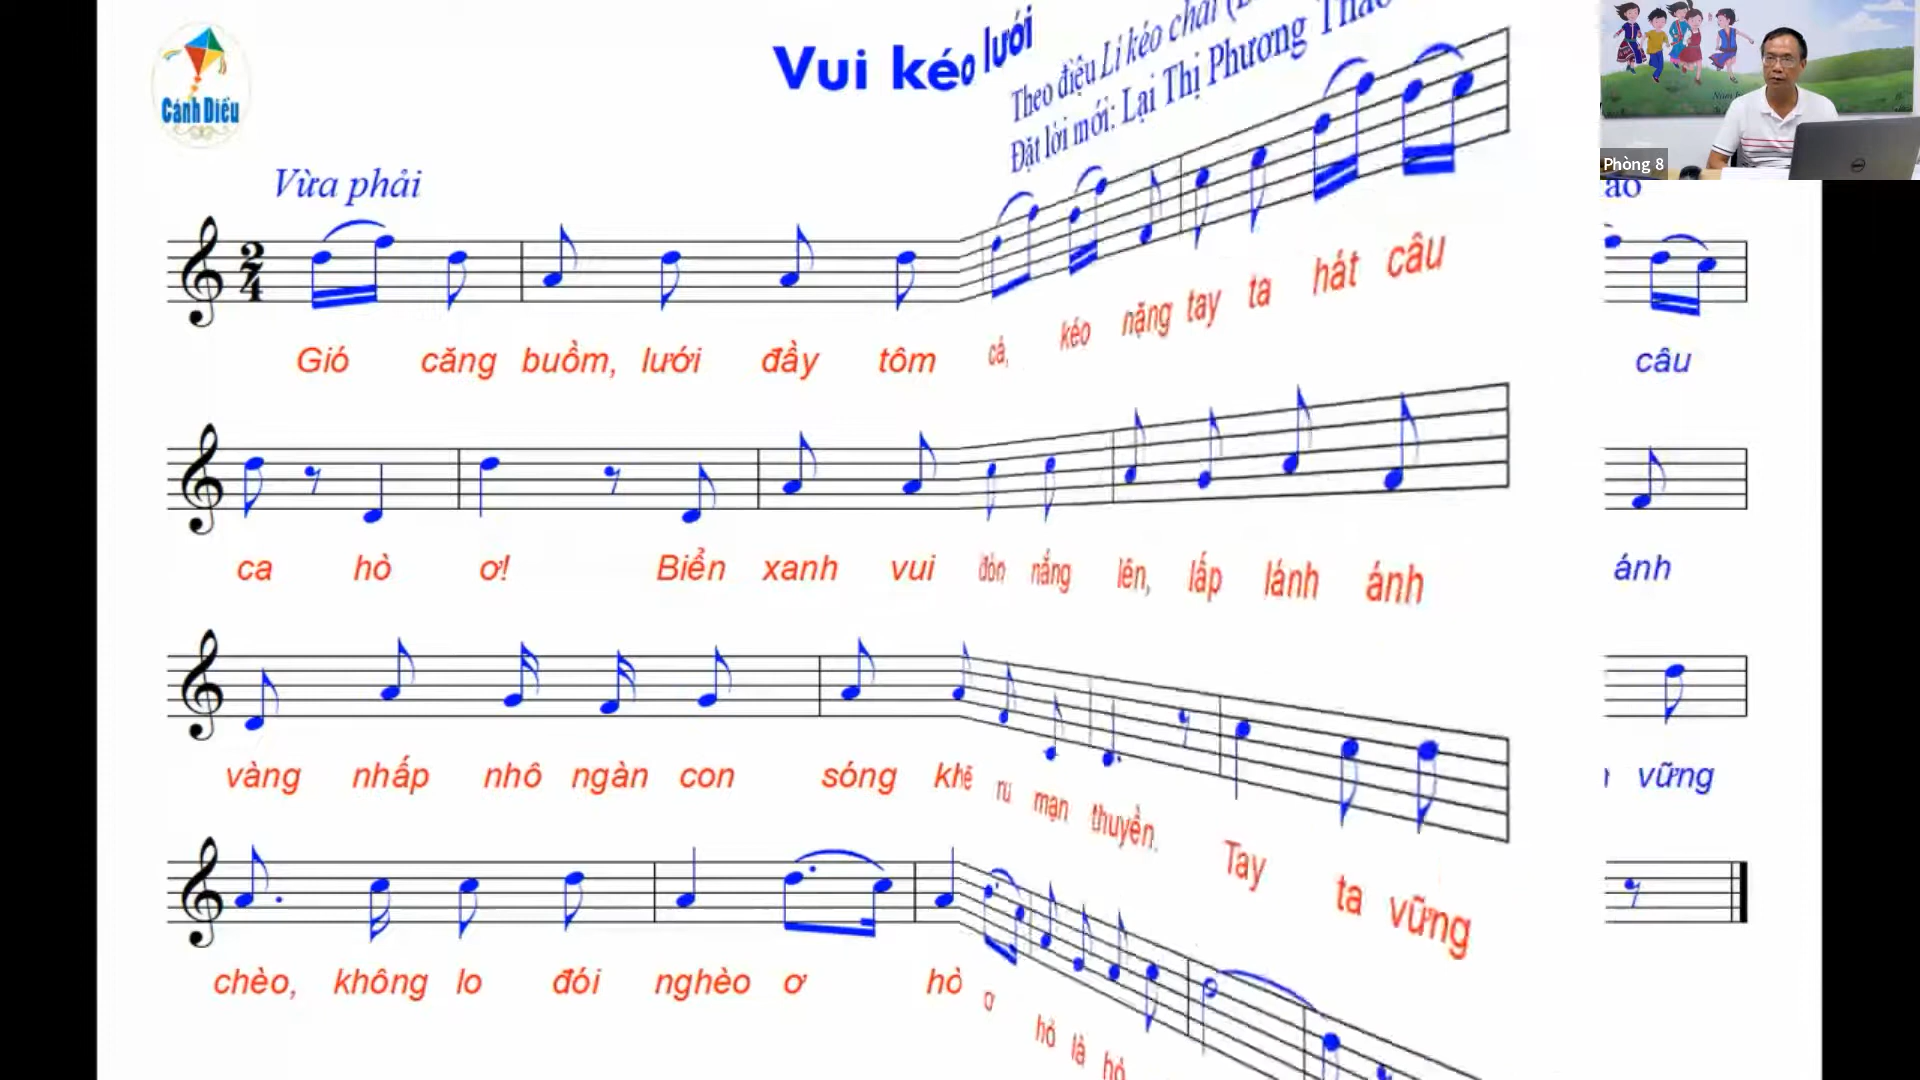 Cánh Diều
Vui kéo lưới
Theo điệu Lí kéo chài
Đặt lời mới: Lại Thị Phương Thảo
Phòng 8
ao
Vừa phải
2
4
Gió căng buồm, lưới đầy tôm cá, kéo nặng tay ta hát câu
câu
ca hò ơ! Biển xanh vui đón nắng lên, lấp lánh ánh
ánh
vàng nhấp nhô ngàn con sóng khẽ ru mạn thuyền. Tay ta vững
vững
chèo, không lo đói nghèo ơ hò ơ hò là hò